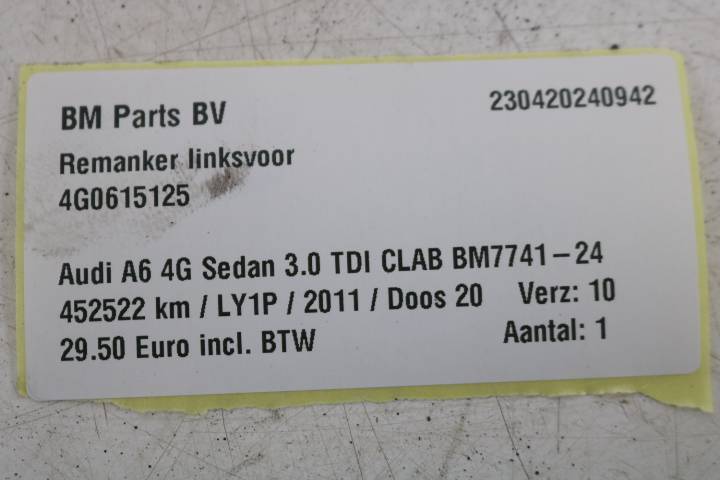 BM Parts BV 230420240942
Remanker linksvoor
4G0615125
Audi A6 4G Sedan 3.0 TDI CLAB BM7741-24
452522 km / LY1P / 2011 / Doos 20 Verz: 10
29.50 Euro incl. BTW Aantal: 1